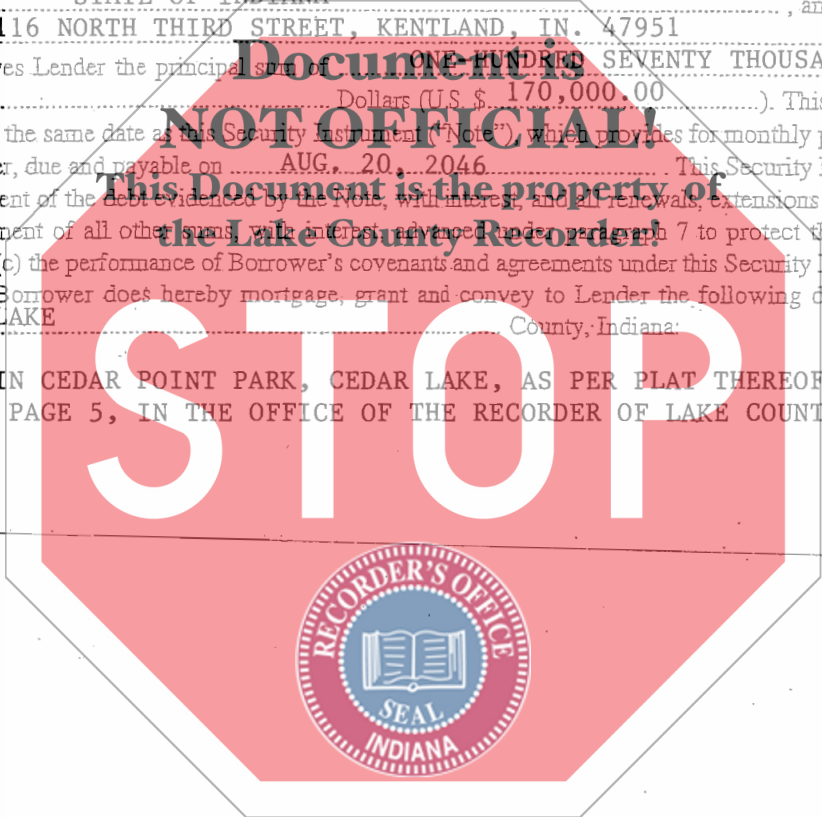 STATE OF INDIANA , an
116 NORTH THIRD STREET, KENTLAND, IN. 47951
Document is
es Lender the principal sum of ONE HUNDRED SEVENTY THOUSA
Dollars (U.S. $ 170,000.00 ). This
NOT OFFICIAL!
the same date as this Security Instrument ("Note"), which provides for monthly p
r, due and payable on AUG. 20, 2046 . This Security
This Document is the property of
ent of the debt evidenced by the Note, with interest, and all renewals, extensions
the Lake County Recorder!
ment of all other sums, with interest, advanced under paragraph 7 to protect th
c) the performance of Borrower's covenants and agreements under this Security
Borrower does hereby mortgage, grant and convey to Lender the following d
LAKE County, Indiana:
IN CEDAR POINT PARK, CEDAR LAKE, AS PER PLAT THEREOF
PAGE 5, IN THE OFFICE OF THE RECORDER OF LAKE COUNT
STOP
RECORDER'S OFFICE
SEAL
INDIANA